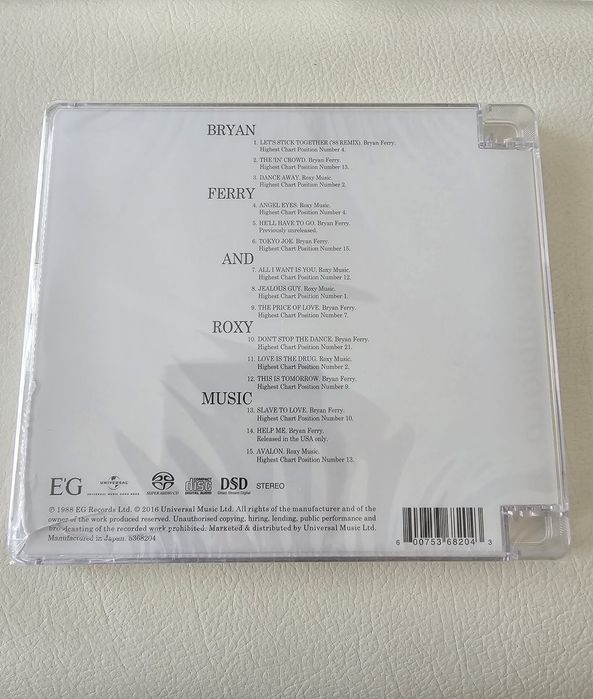 BRYAN
1. LET'S STICK TOGETHER ('88 REMIX). Bryan Ferry.
Highest Chart Position Number 4.
2. THE 'IN' CROWD. Bryan Ferry.
Highest Chart Position Number 13.
3. DANCE AWAY. Roxy Music.
Highest Chart Position Number 2.
FERRY
4. ANGEL EYES. Roxy Music.
Highest Chart Position Number 4.
5. HE'LL HAVE TO GO. Bryan Ferry.
Previously unreleased.
6. TOKYO JOE. Bryan Ferry.
Highest Chart Position Number 15.
AND
7. ALL I WANT IS YOU. Roxy Music.
Highest Chart Position Number 12.
8. JEALOUS GUY. Roxy Music.
Highest Chart Position Number 1.
9. THE PRICE OF LOVE. Bryan Ferry.
Highest Chart Position Number 7.
ROXY
10. DON'T STOP THE DANCE. Bryan Ferry.
Highest Chart Position Number 21.
11. LOVE IS THE DRUG. Roxy Music.
Highest Chart Position Number 2.
12. THIS IS TOMORROW. Bryan Ferry.
Highest Chart Position Number 9.
MUSIC
13. SLAVE TO LOVE. Bryan Ferry.
Highest Chart Position Number 10.
14. HELP ME. Bryan Ferry.
Released in the USA only.
15. AVALON. Roxy Music.
Highest Chart Position Number 13.
E'G UNIVERSAL SUPER AUDIO CD COMPACT disc DIGITAL AUDIO DSD Direct Stream Digital STEREO
℗ 1988 EG Records Ltd. © 2016 Universal Music Ltd. All rights of the manufacturer and of the
owner of the work produced reserved. Unauthorised copying, hiring, lending, public performance and
broadcasting of the recorded work prohibited. Marketed & distributed by Universal Music Ltd.
Manufactured in Japan. 5368204
6 00753 68204 3